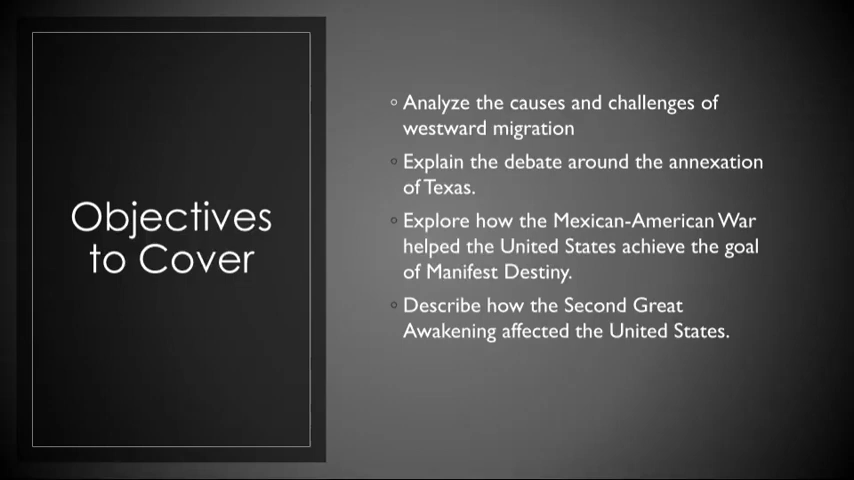 Objectives
to Cover
◦ Analyze the causes and challenges of
westward migration
◦ Explain the debate around the annexation
of Texas.
◦ Explore how the Mexican-American War
helped the United States achieve the goal
of Manifest Destiny.
◦ Describe how the Second Great
Awakening affected the United States.